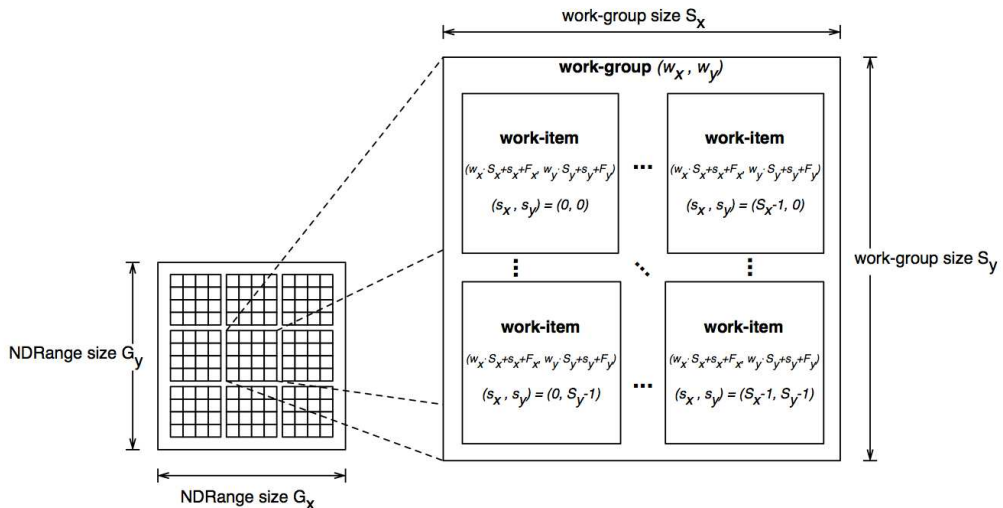 work-group size Sx
work-group (wx , wy)
work-item
work-item
(wx· Sx+sx+Fx, wy· Sy+sy+Fy)
...
(wx· Sx+sx+Fx, wy· Sy+sy+Fy)
(sx , sy) = (0, 0)
(Sx-1, 0)
(sx , sy) = (Sx-1, 0)
work-group size Sy
work-item
work-item
NDRange size Gy
(wx· Sx+sx+Fx, wy· Sy+sy+Fy)
...
(wx· Sx+sx+Fx, wy· Sy+sy+Fy)
(sx , sy) = (0, Sy-1)
(sx , sy) = (Sx-1, Sy-1)
NDRange size Gx